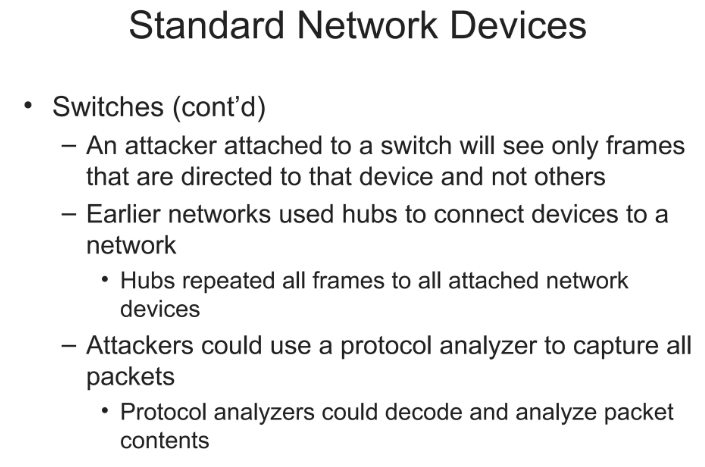 Standard Network Devices
• Switches (cont’d)
– An attacker attached to a switch will see only frames
that are directed to that device and not others
– Earlier networks used hubs to connect devices to a
network
• Hubs repeated all frames to all attached network
devices
– Attackers could use a protocol analyzer to capture all
packets
• Protocol analyzers could decode and analyze packet
contents